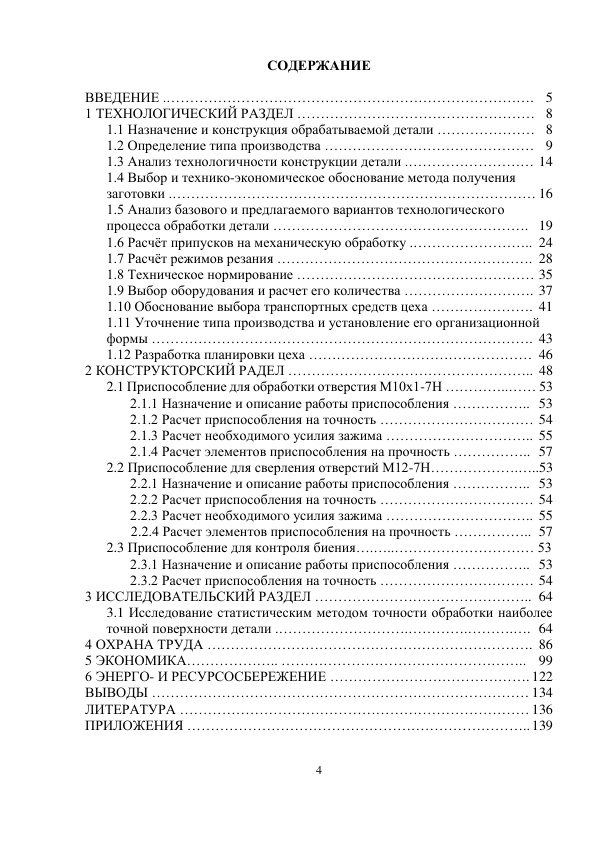 СОДЕРЖАНИЕ
ВВЕДЕНИЕ ……………………………………………………………………. 5
1 ТЕХНОЛОГИЧЕСКИЙ РАЗДЕЛ …………………………………………… 8
1.1 Назначение и конструкция обрабатываемой детали ………………… 8
1.2 Определение типа производства ……………………………………… 9
1.3 Анализ технологичности конструкции детали ……………………… 14
1.4 Выбор и технико-экономическое обоснование метода получения
заготовки …………………………………………………………………… 16
1.5 Анализ базового и предлагаемого вариантов технологического
процесса обработки детали ………………………………………………. 19
1.6 Расчёт припусков на механическую обработку …………………….. 24
1.7 Расчёт режимов резания ………………………………………………. 28
1.8 Техническое нормирование …………………………………………… 35
1.9 Выбор оборудования и расчет его количества ………………………. 37
1.10 Обоснование выбора транспортных средств цеха …………………. 41
1.11 Уточнение типа производства и установление его организационной
формы ………………………………………………………………………. 43
1.12 Разработка планировки цеха ………………………………………… 46
2 КОНСТРУКТОРСКИЙ РАДЕЛ …………………………………………….. 48
2.1 Приспособление для обработки отверстия М10х1-7Н …………..…… 53
2.1.1 Назначение и описание работы приспособления …………….. 53
2.1.2 Расчет приспособления на точность …………………………… 54
2.1.3 Расчет необходимого усилия зажима ………………………….. 55
2.1.4 Расчет элементов приспособления на прочность …………….. 57
2.2 Приспособление для сверления отверстий М12-7Н……………….…..53
2.2.1 Назначение и описание работы приспособления …………….. 53
2.2.2 Расчет приспособления на точность …………………………… 54
2.2.3 Расчет необходимого усилия зажима ………………………….. 55
2.2.4 Расчет элементов приспособления на прочность …………….. 57
2.3 Приспособление для контроля биения….…..………………………… 53
2.3.1 Назначение и описание работы приспособления …………….. 53
2.3.2 Расчет приспособления на точность …………………………… 54
3 ИССЛЕДОВАТЕЛЬСКИЙ РАЗДЕЛ ……………………………………….. 64
3.1 Исследование статистическим методом точности обработки наиболее
точной поверхности детали ……………………….………….……….…. 64
4 ОХРАНА ТРУДА ……………………………………………………………. 86
5 ЭКОНОМИКА………………. …………………………………………….. 99
6 ЭНЕРГО- И РЕСУРСОСБЕРЕЖЕНИЕ ……………………………………. 122
ВЫВОДЫ ……………………………………………………………………… 134
ЛИТЕРАТУРА ………………………………………………………………… 136
ПРИЛОЖЕНИЯ ……………………………………………………………….. 139
4